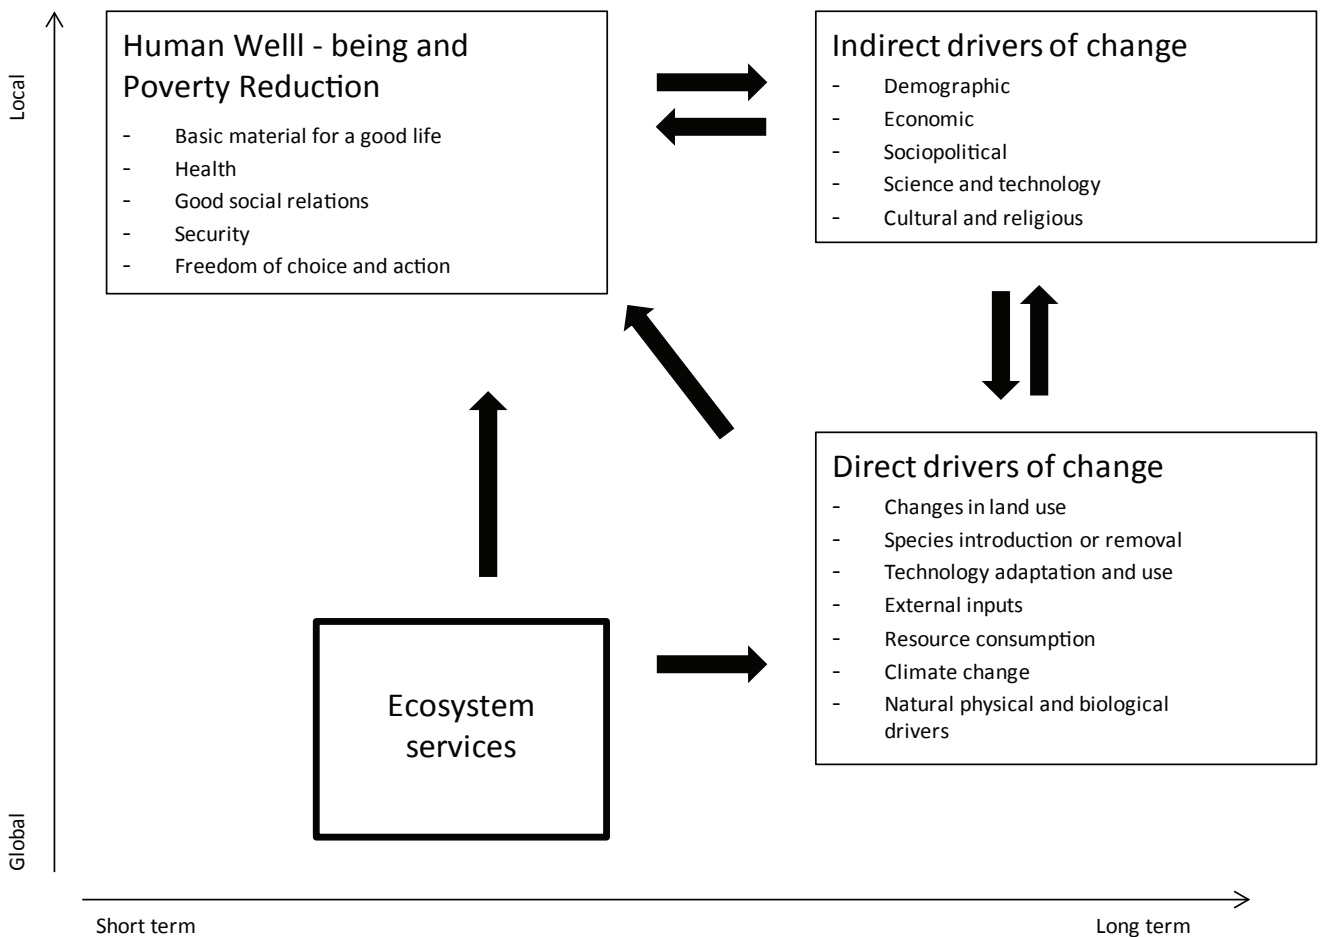 Local
Human Welll - being and
Poverty Reduction
- Basic material for a good life
- Health
- Good social relations
- Security
- Freedom of choice and action
Indirect drivers of change
- Demographic
- Economic
- Sociopolitical
- Science and technology
- Cultural and religious
Direct drivers of change
- Changes in land use
- Species introduction or removal
- Technology adaptation and use
- External inputs
- Resource consumption
- Climate change
- Natural physical and biological
drivers
Ecosystem
services
Global
Short term
Long term